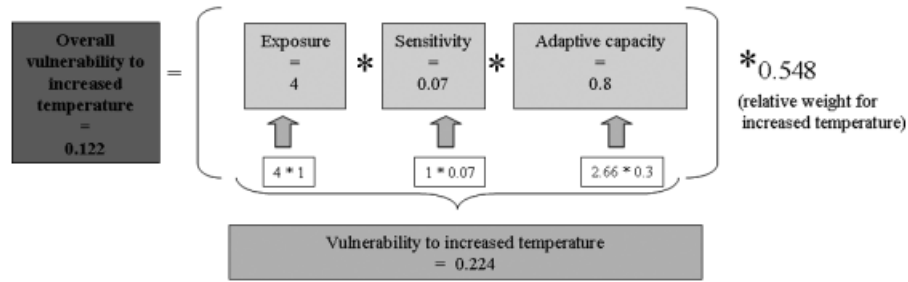 Overall
vulnerability to
increased
temperature
=
0.122
=
Exposure
=
4
*
Sensitivity
=
0.07
*
Adaptive capacity
=
0.8
*0.548
(relative weight for
increased temperature)
4 * 1
1 * 0.07
2.66 * 0.3
Vulnerability to increased temperature
= 0.224